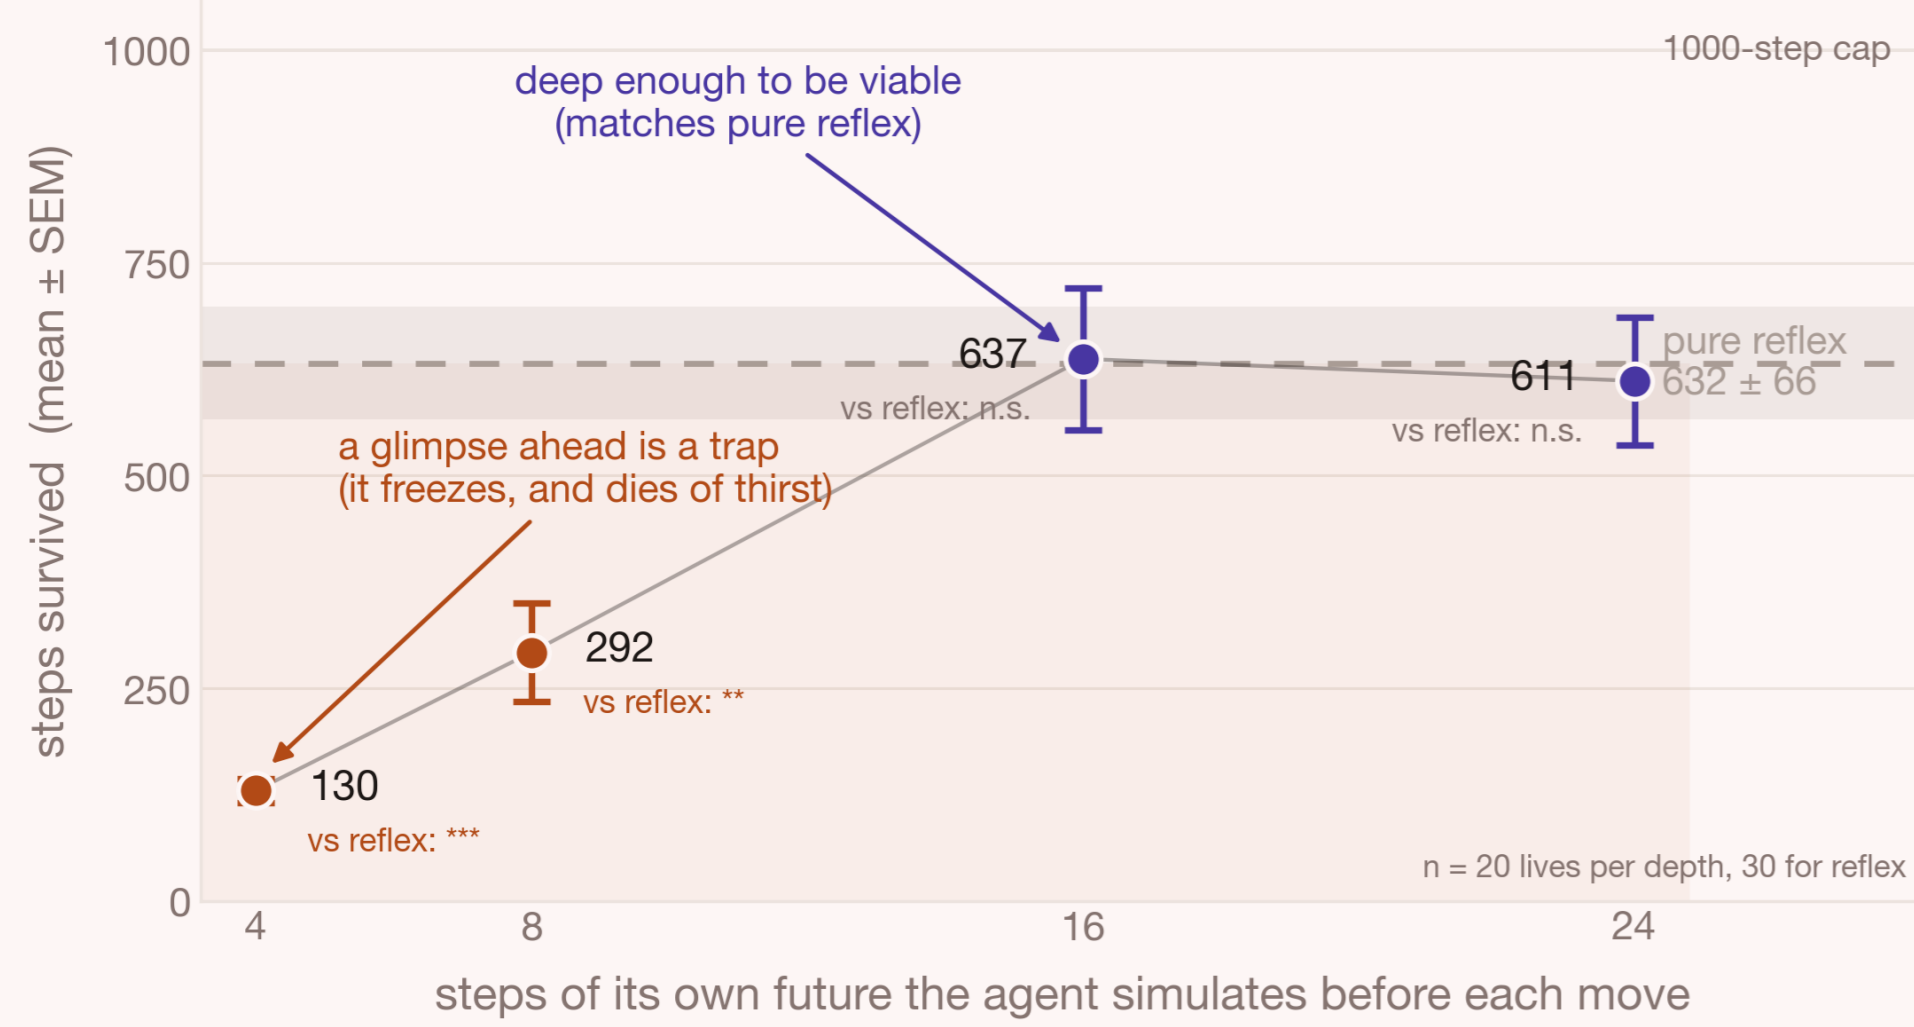 1000
1000-step cap
deep enough to be viable
(matches pure reflex)
steps survived (mean ± SEM)
750
637
vs reflex: n.s.
611
vs reflex: n.s.
pure reflex
632 ± 66
a glimpse ahead is a trap
(it freezes, and dies of thirst)
500
292
vs reflex: **
250
130
vs reflex: ***
n = 20 lives per depth, 30 for reflex
0
4
8
16
24
steps of its own future the agent simulates before each move